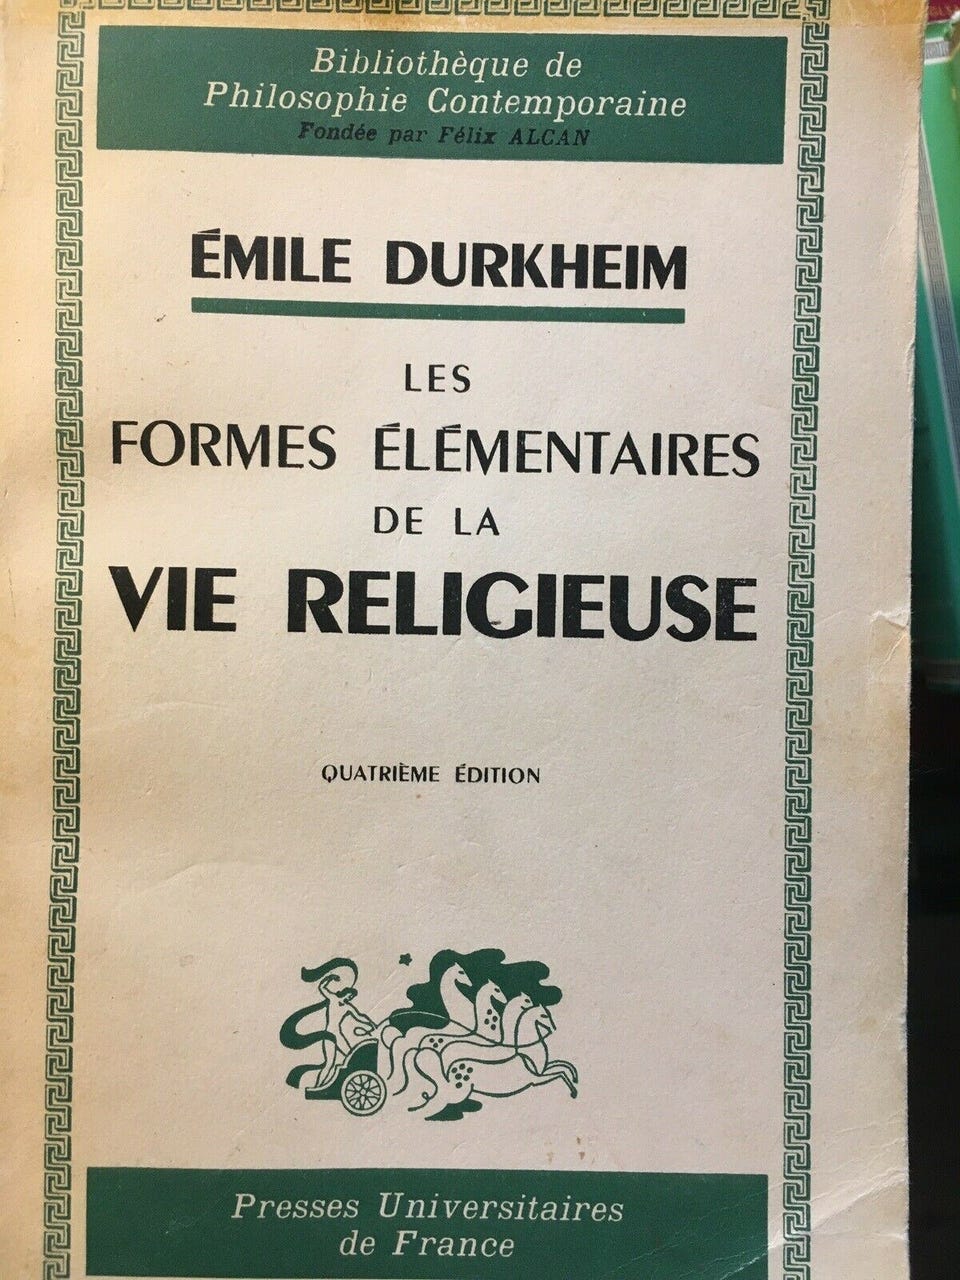 Bibliothèque de
Philosophie Contemporaine
Fondée par Félix ALCAN
ÉMILE DURKHEIM
LES
FORMES ÉLÉMENTAIRES
DE LA
VIE RELIGIEUSE
QUATRIÈME ÉDITION
Presses Universitaires
de France